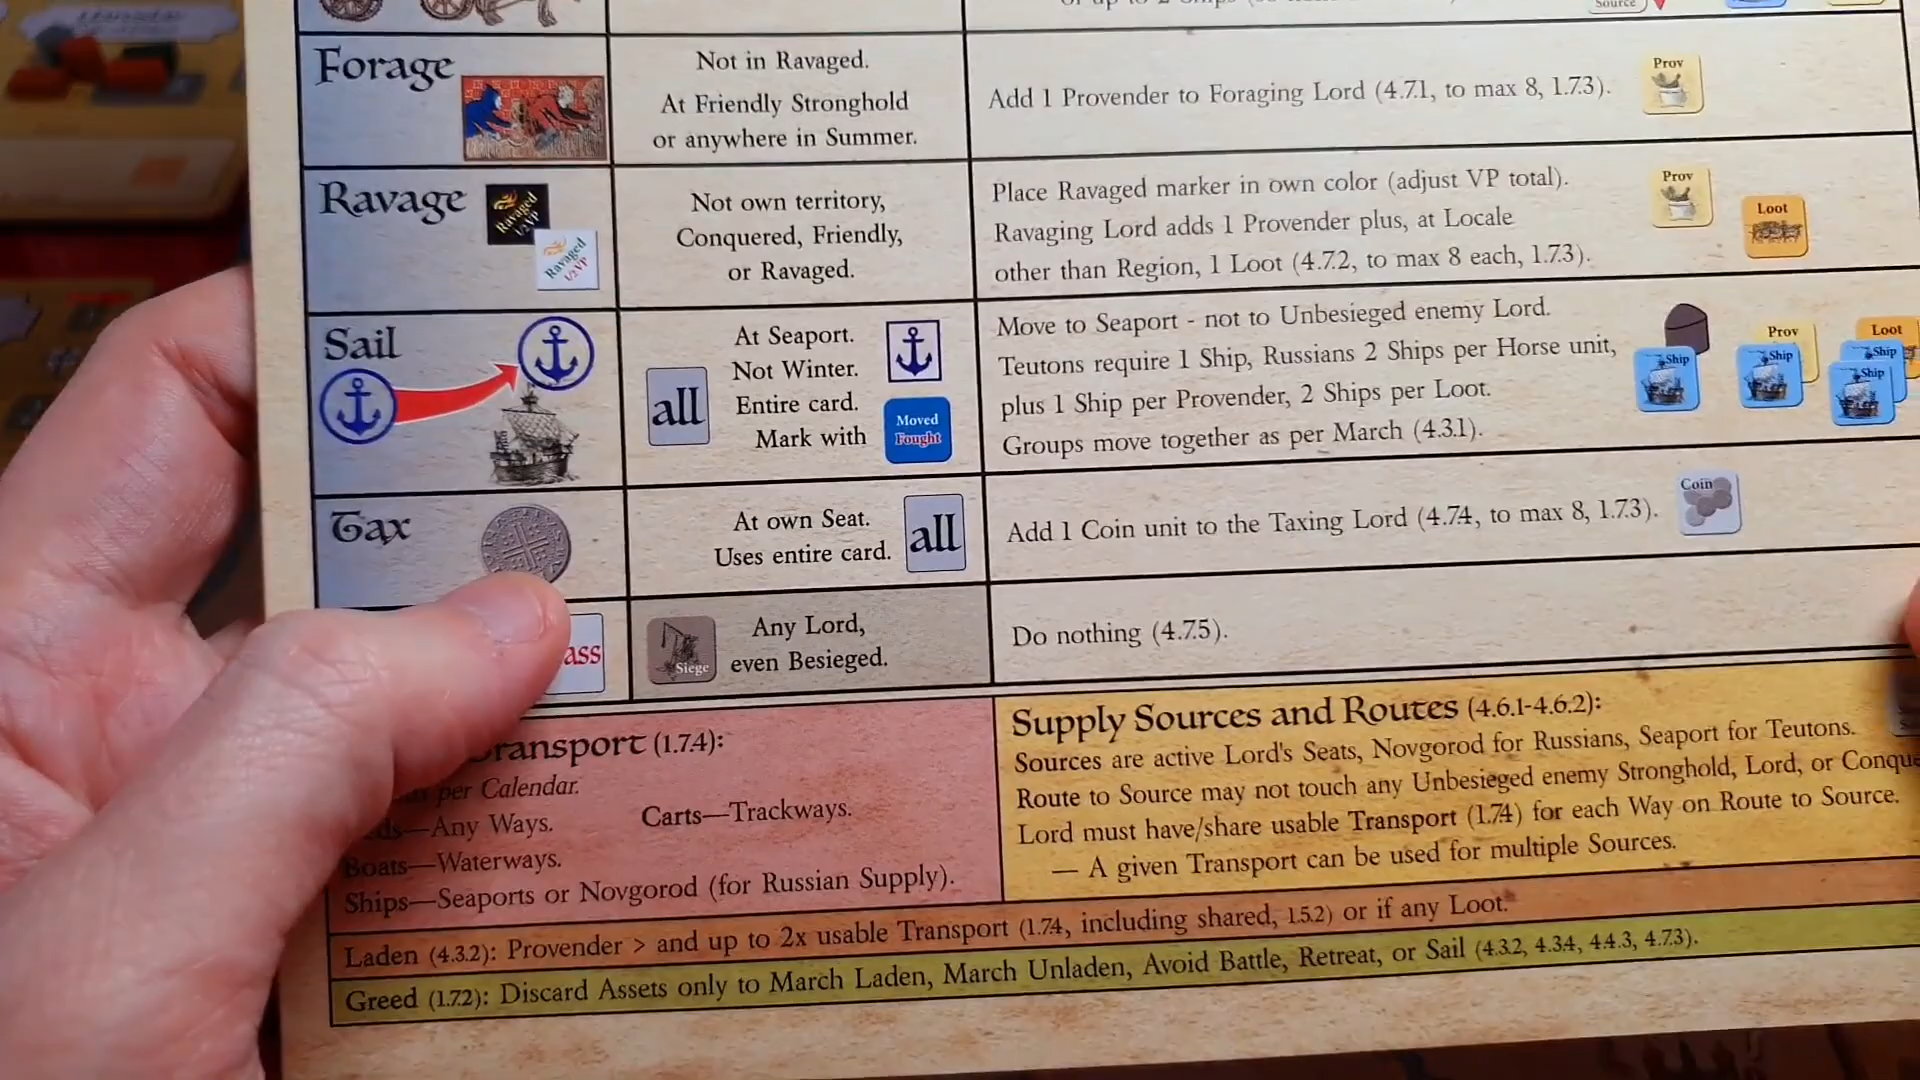 Source
Forage
Not in Ravaged.
At Friendly Stronghold
or anywhere in Summer.
Add 1 Provender to Foraging Lord (4.7.1, to max 8, 1.7.3).
Prov
Ravage
Ravaged
1/2VP
Ravaged
1/2VP
Not own territory,
Conquered, Friendly,
or Ravaged.
Place Ravaged marker in own color (adjust VP total).
Ravaging Lord adds 1 Provender plus, at Locale
other than Region, 1 Loot (4.7.2, to max 8 each, 1.7.3).
Prov
Loot
Sail
all
At Seaport.
Not Winter.
Entire card.
Mark with
Moved
Fought
Move to Seaport - not to Unbesieged enemy Lord.
Teutons require 1 Ship, Russians 2 Ships per Horse unit,
plus 1 Ship per Provender, 2 Ships per Loot.
Groups move together as per March (4.3.1).
Ship
Prov
Ship
Loot
Ship
Ship
Tax
At own Seat.
Uses entire card.
all
Add 1 Coin unit to the Taxing Lord (4.7.4, to max 8, 1.7.3).
Coin
ass
Siege
Any Lord,
even Besieged.
Do nothing (4.7.5).
Transport (1.7.4):
per Calendar.
—Any Ways.
Carts—Trackways.
Boats—Waterways.
Ships—Seaports or Novgorod (for Russian Supply).
Supply Sources and Routes (4.6.1-4.6.2):
Sources are active Lord's Seats, Novgorod for Russians, Seaport for Teutons.
Route to Source may not touch any Unbesieged enemy Stronghold, Lord, or Conque
Lord must have/share usable Transport (1.7.4) for each Way on Route to Source.
— A given Transport can be used for multiple Sources.
Laden (4.3.2): Provender > and up to 2x usable Transport (1.7.4, including shared, 1.5.2) or if any Loot.
Greed (1.7.2): Discard Assets only to March Laden, March Unladen, Avoid Battle, Retreat, or Sail (4.3.2, 4.3.4, 4.4.3, 4.7.3).